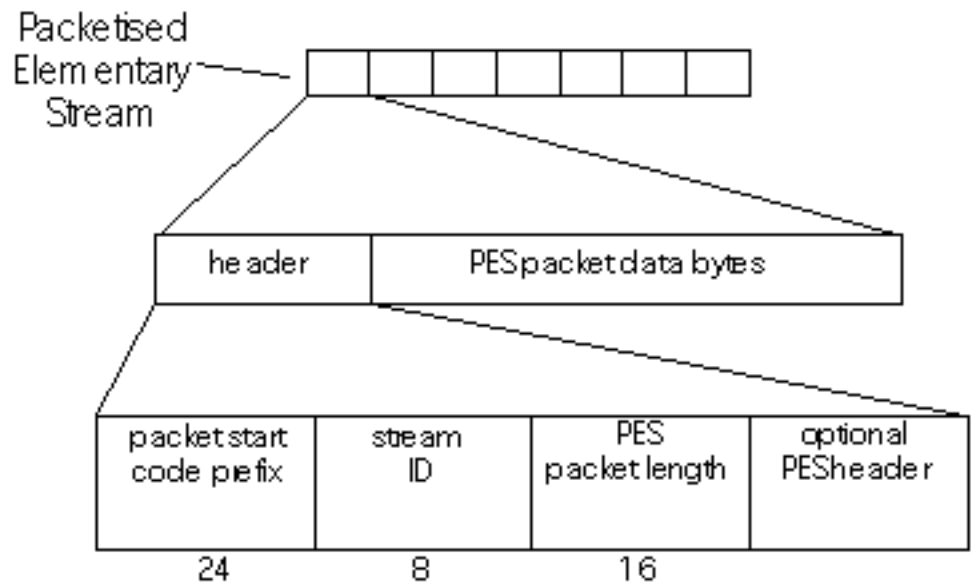 Packetised
Elementary
Stream
header
PES packet data bytes
packet start
code prefix
stream
ID
PES
packet length
optional
PES header
24
8
16